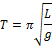 T = π√(L/g)